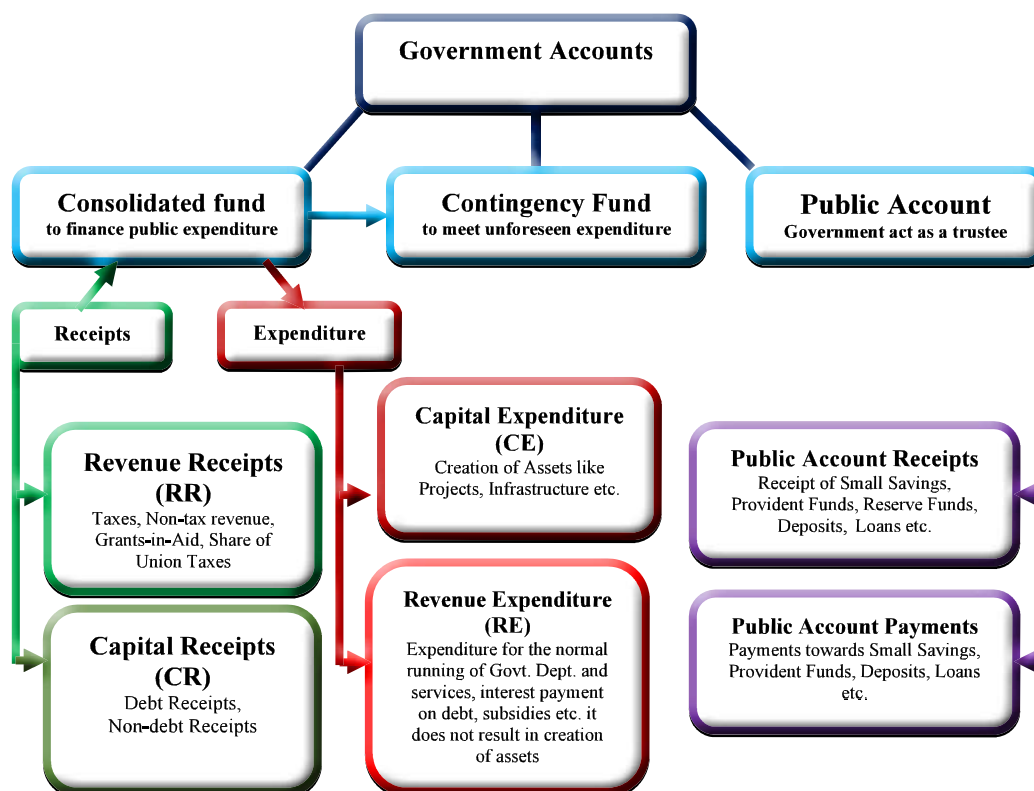 Government Accounts
Consolidated fund
to finance public expenditure
Contingency Fund
to meet unforeseen expenditure
Public Account
Government act as a trustee
Receipts
Expenditure
Revenue Receipts
(RR)
Taxes, Non-tax revenue,
Grants-in-Aid, Share of
Union Taxes
Capital Receipts
(CR)
Debt Receipts,
Non-debt Receipts
Capital Expenditure
(CE)
Creation of Assets like
Projects, Infrastructure etc.
Revenue Expenditure
(RE)
Expenditure for the normal
running of Govt. Dept. and
services, interest payment
on debt, subsidies etc. it
does not result in creation
of assets
Public Account Receipts
Receipt of Small Savings,
Provident Funds, Reserve Funds,
Deposits, Loans etc.
Public Account Payments
Payments towards Small Savings,
Provident Funds, Deposits, Loans
etc.